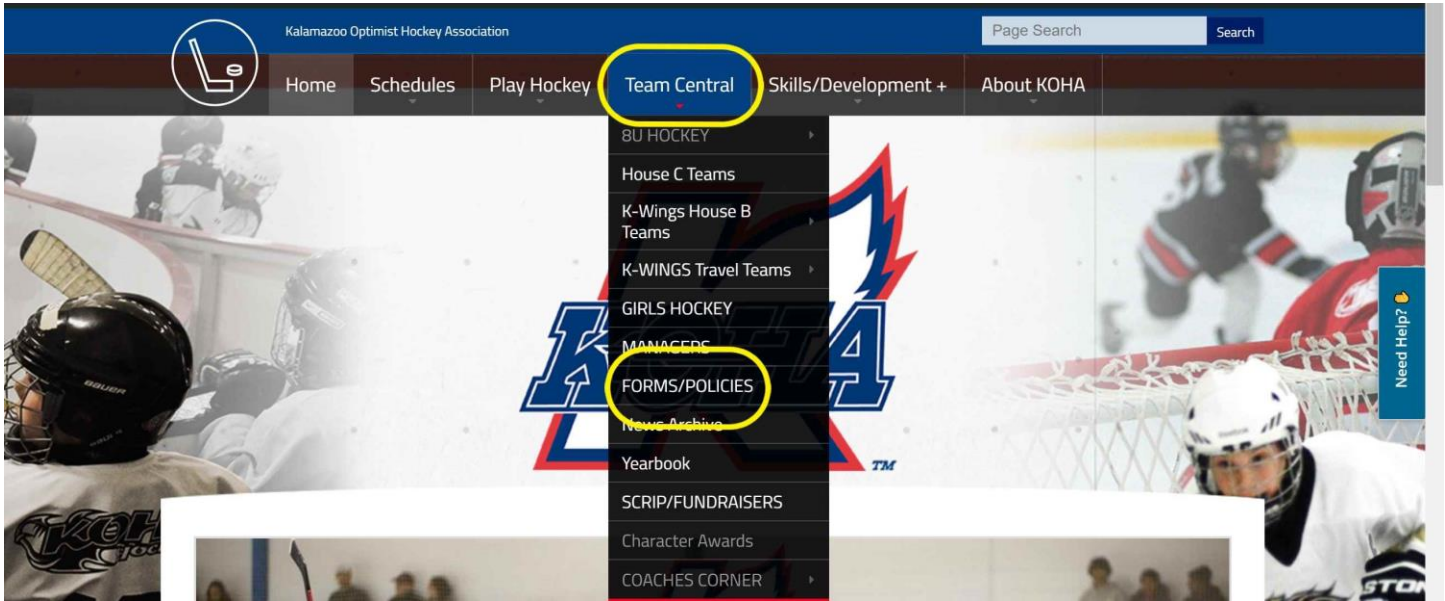 Kalamazoo Optimist Hockey Association
Page Search
Search
Home
Schedules
Play Hockey
Team Central
Skills/Development +
About KOHA
8U HOCKEY
House C Teams
K-Wings House B
Teams
K-WINGS Travel Teams
GIRLS HOCKEY
MANAGERS
FORMS/POLICIES
News Archive
Yearbook
SCRIP/FUNDRAISERS
Character Awards
COACHES CORNER
KOHA
TM
Need Help?
BAUER
KOHA